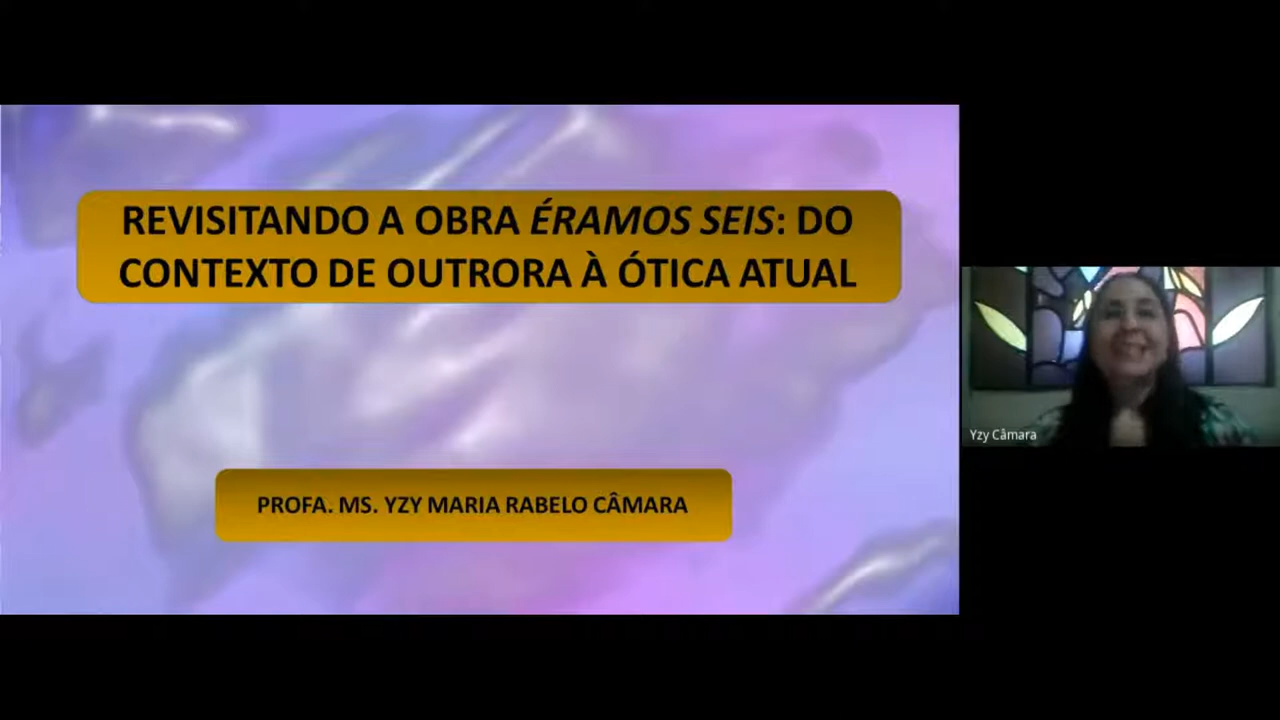 REVISITANDO A OBRA ÉRAMOS SEIS: DO
CONTEXTO DE OUTRORA À ÓTICA ATUAL
PROFA. MS. YZY MARIA RABELO CÂMARA
Yzy Câmara